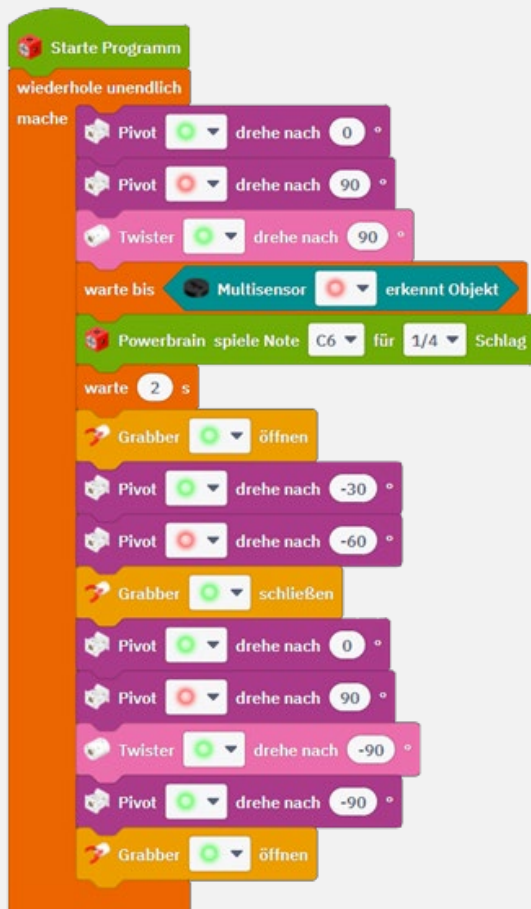 Starte Programm
wiederhole unendlich
mache
Pivot drehe nach 0 °
Pivot drehe nach 90 °
Twister drehe nach 90 °
warte bis Multisensor erkennt Objekt
Powerbrain spiele Note C6 für 1/4 Schlag
warte 2 s
Grabber öffnen
Pivot drehe nach -30 °
Pivot drehe nach -60 °
Grabber schließen
Pivot drehe nach 0 °
Pivot drehe nach 90 °
Twister drehe nach -90 °
Pivot drehe nach -90 °
Grabber öffnen